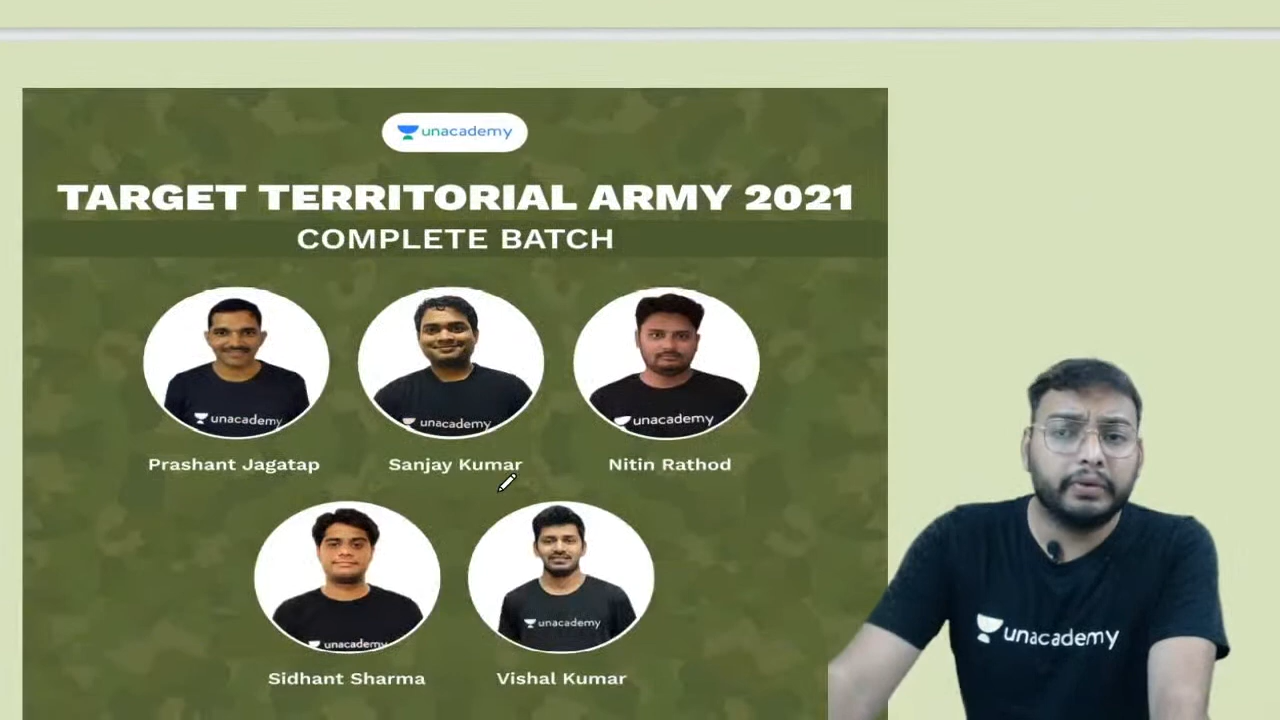 unacademy
TARGET TERRITORIAL ARMY 2021
COMPLETE BATCH
unacademy
unacademy
unacademy
Prashant Jagatap
Sanjay Kumar
Nitin Rathod
unacademy
unacademy
Sidhant Sharma
Vishal Kumar
unacademy